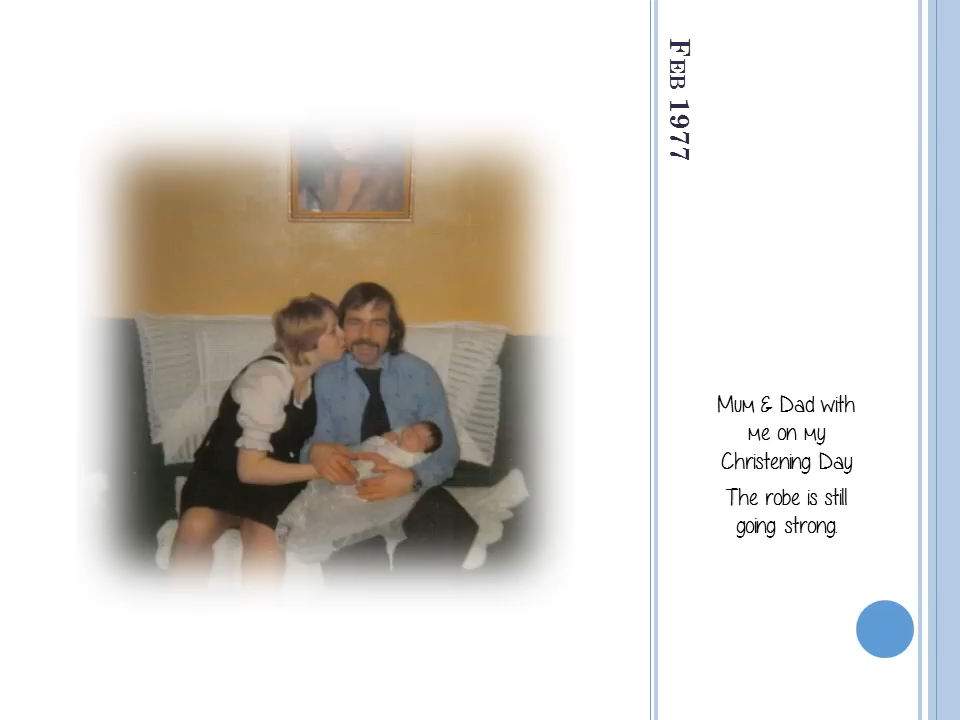 Feb 1977
Mum & Dad with
me on my
Christening Day
The robe is still
going strong.